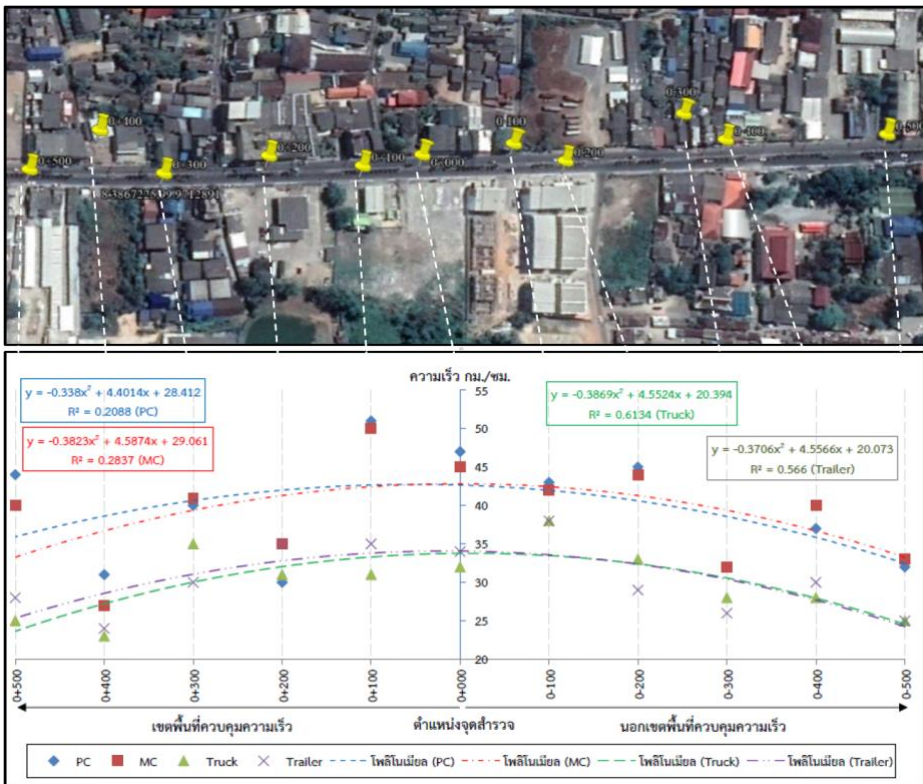 0+500
0+400
0+300
0+200
0+100
0+000
0-100
0-200
0-300
0-400
0-500
ความเร็ว กม./ชม.
y = -0.338x² + 4.4014x + 28.412
R² = 0.2088 (PC)
y = -0.3823x² + 4.5874x + 29.061
R² = 0.2837 (MC)
y = -0.3869x² + 4.5524x + 20.394
R² = 0.6134 (Truck)
y = -0.3706x² + 4.5566x + 20.073
R² = 0.566 (Trailer)
55
50
45
40
35
30
25
20
0+500
0+400
0+300
0+200
0+100
0+000
0-100
0-200
0-300
0-400
0-500
เขตพื้นที่ควบคุมความเร็ว ตำแหน่งจุดสำรวจ นอกเขตพื้นที่ควบคุมความเร็ว
PC MC Truck Trailer โพลิโนเมียล (PC) โพลิโนเมียล (MC) โพลิโนเมียล (Truck) โพลิโนเมียล (Trailer)